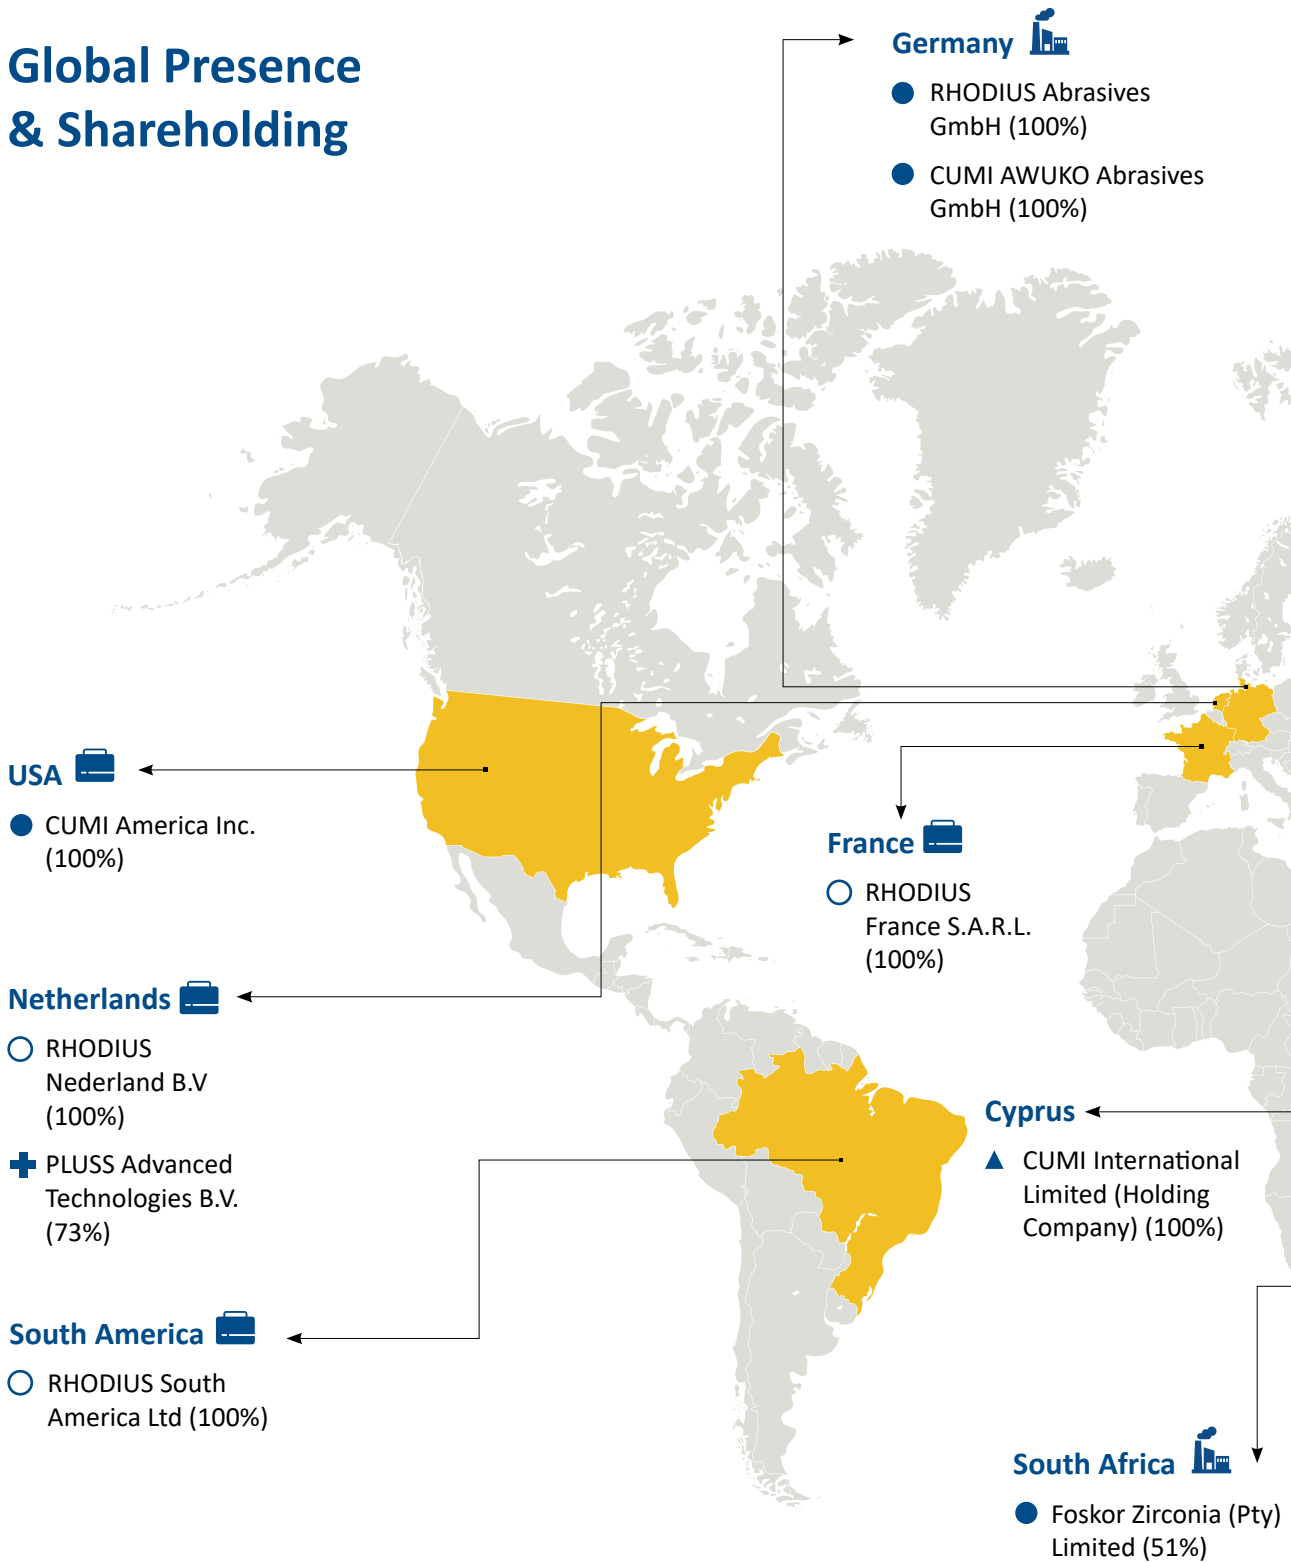 Global Presence
& Shareholding
Germany
RHODIUS Abrasives
GmbH (100%)
CUMI AWUKO Abrasives
GmbH (100%)
USA
CUMI America Inc.
(100%)
France
RHODIUS
France S.A.R.L.
(100%)
Netherlands
RHODIUS
Nederland B.V
(100%)
PLUSS Advanced
Technologies B.V.
(73%)
Cyprus
CUMI International
Limited (Holding
Company) (100%)
South America
RHODIUS South
America Ltd (100%)
South Africa
Foskor Zirconia (Pty)
Limited (51%)